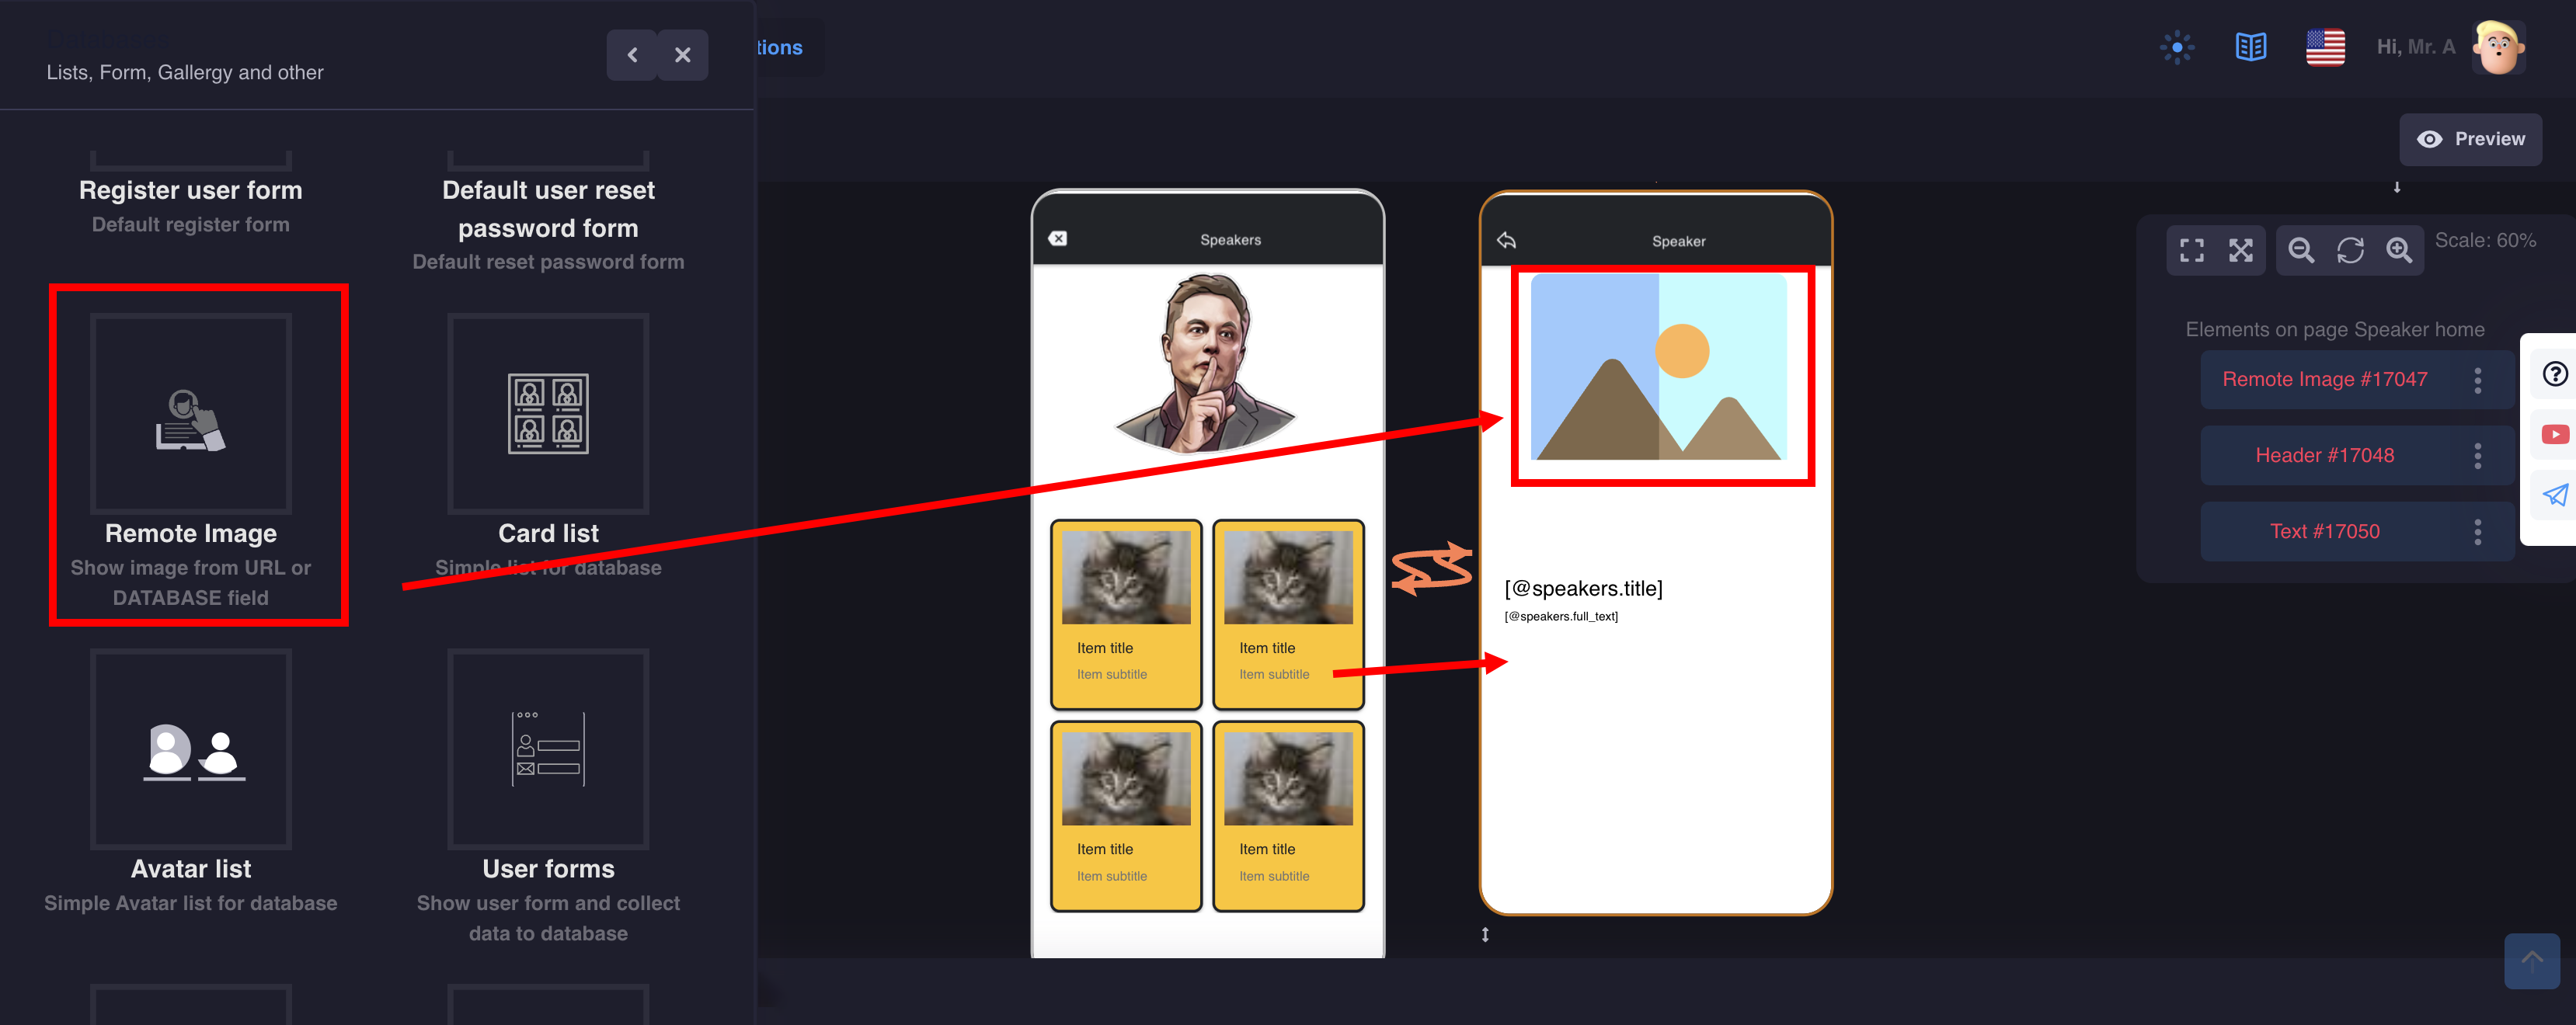 Databases
Lists, Form, Gallergy and other
tions
Hi, Mr. A
Preview
Register user form
Default register form
Default user reset
password form
Default reset password form
Remote Image
Show image from URL or
DATABASE field
Card list
Simple list for database
Avatar list
Simple Avatar list for database
User forms
Show user form and collect
data to database
Speakers
Item title
Item subtitle
Item title
Item subtitle
Item title
Item subtitle
Item title
Item subtitle
Speaker
[@speakers.title]
[@speakers.full_text]
Scale: 60%
Elements on page Speaker home
Remote Image #17047
Header #17048
Text #17050